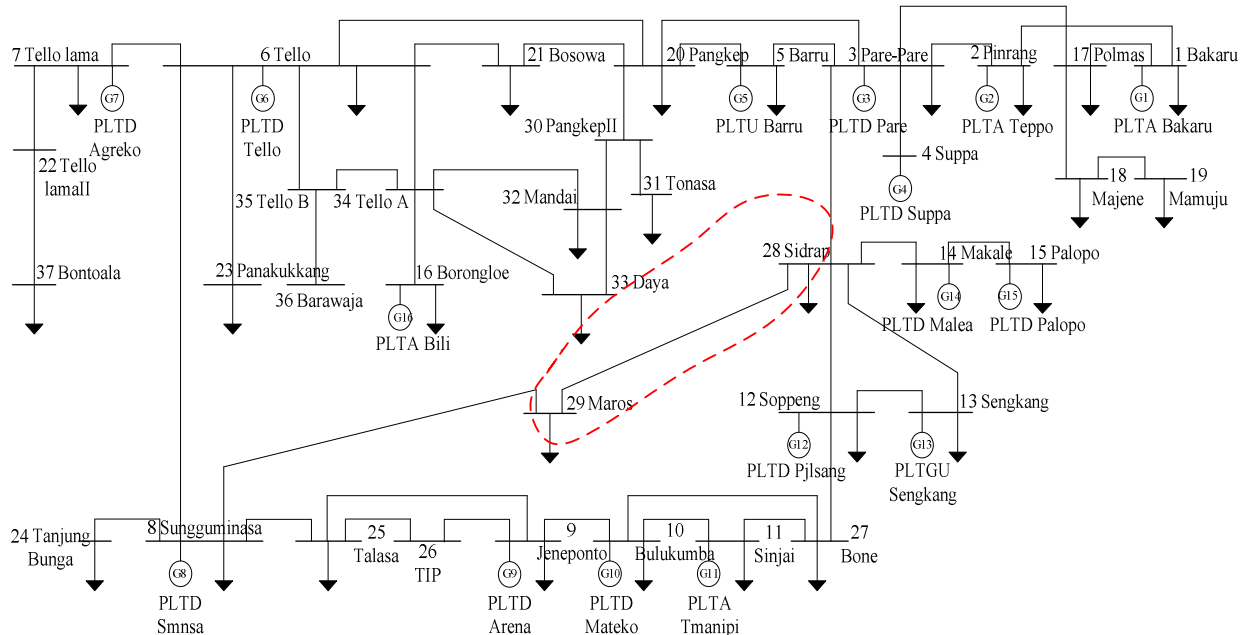 7 Tello lama
6 Tello
21 Bosowa
20 Pangkep
5 Barru
3 Pare-Pare
2 Pinrang
17 Polmas
1 Bakaru
G7
PLTD
Agreko
G6
PLTD
Tello
G5
PLTU Barru
G3
PLTD Pare
G2
PLTA Teppo
G1
PLTA Bakaru
30 PangkepII
22 Tello
lamaII
35 Tello B
34 Tello A
32 Mandai
31 Tonasa
4 Suppa
G4
PLTD Suppa
18
Majene
19
Mamuju
37 Bontoala
23 Panakukkang
36 Barawaja
16 Borongloe
G16
PLTA Bili
33 Daya
28 Sidrap
14 Makale
15 Palopo
G14
PLTD Malea
G15
PLTD Palopo
29 Maros
12 Soppeng
13 Sengkang
G12
PLTD Pjlsang
G13
PLTGU
Sengkang
24 Tanjung
Bunga
8 Sungguminasa
25
Talasa
26
TIP
9
Jeneponto
10
Bulukumba
11
Sinjai
27
Bone
G8
PLTD
Smnsa
G9
PLTD
Arena
G10
PLTD
Mateko
G11
PLTA
Tmanipi